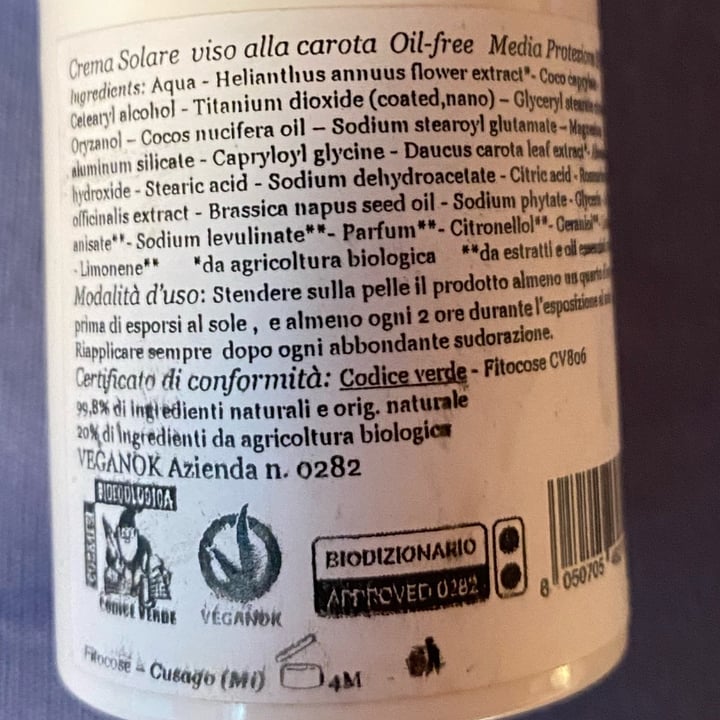 Crema Solare viso alla carota Oil-free Media
Ingredients: Aqua - Helianthus annuus flower extract*- Coco
Cetearyl alcohol - Titanium dioxide (coated,nano) – Glyceryl
Oryzanol – Cocos nucifera oil – Sodium stearoyl glutamate –
aluminum silicate - Capryloyl glycine - Daucus carota leaf extract*-
hydroxide - Stearic acid - Sodium dehydroacetate - Citric acid -
officinalis extract - Brassica napus seed oil - Sodium phytate -
anisate**- Sodium levulinate**- Parfum**- Citronellol**- Geraniol**-
- Limonene** *da agricoltura biologica **da estratti e oli
Modalità d'uso: Stendere sulla pelle il prodotto almeno un quarto
prima di esporsi al sole , e almeno ogni 2 ore durante l'esposizione
Riapplicare sempre dopo ogni abbondante sudorazione.
Certificato di conformità: Codice verde - Fitocose CV806
99,8% di Ingredienti naturali e orig. naturale
20% di Ingredienti da agricoltura biologica
VEGANOK Azienda n. 0282
CODICE VERDE
VEGANOK
BIODIZIONARIO
APPROVED 0282
8 050705
Fitocose - Cusago (MI)
4M